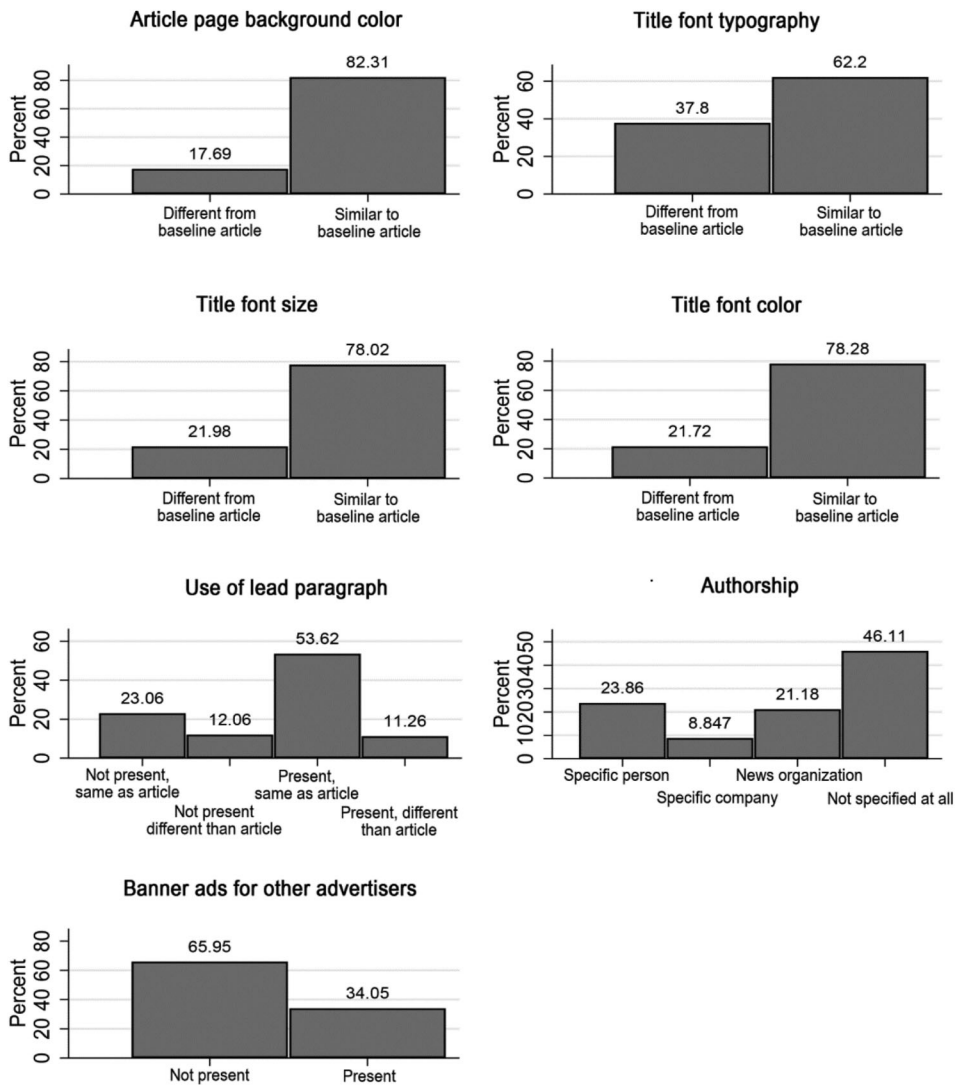 Article page background color
Percent
0 20 40 60 80
17.69
82.31
Different from
baseline article
Similar to
baseline article
Title font typography
Percent
0 20 40 60
37.8
62.2
Different from
baseline article
Similar to
baseline article
Title font size
Percent
0 20 40 60 80
21.98
78.02
Different from
baseline article
Similar to
baseline article
Title font color
Percent
0 20 40 60 80
21.72
78.28
Different from
baseline article
Similar to
baseline article
Use of lead paragraph
Percent
0 20 40 60
23.06
12.06
53.62
11.26
Not present,
same as article
Not present
different than article
Present,
same as article
Present, different
than article
Authorship
Percent
0 10 20 30 40 50
23.86
8.847
21.18
46.11
Specific person
Specific company
News organization
Not specified at all
Banner ads for other advertisers
Percent
0 20 40 60 80
65.95
34.05
Not present
Present